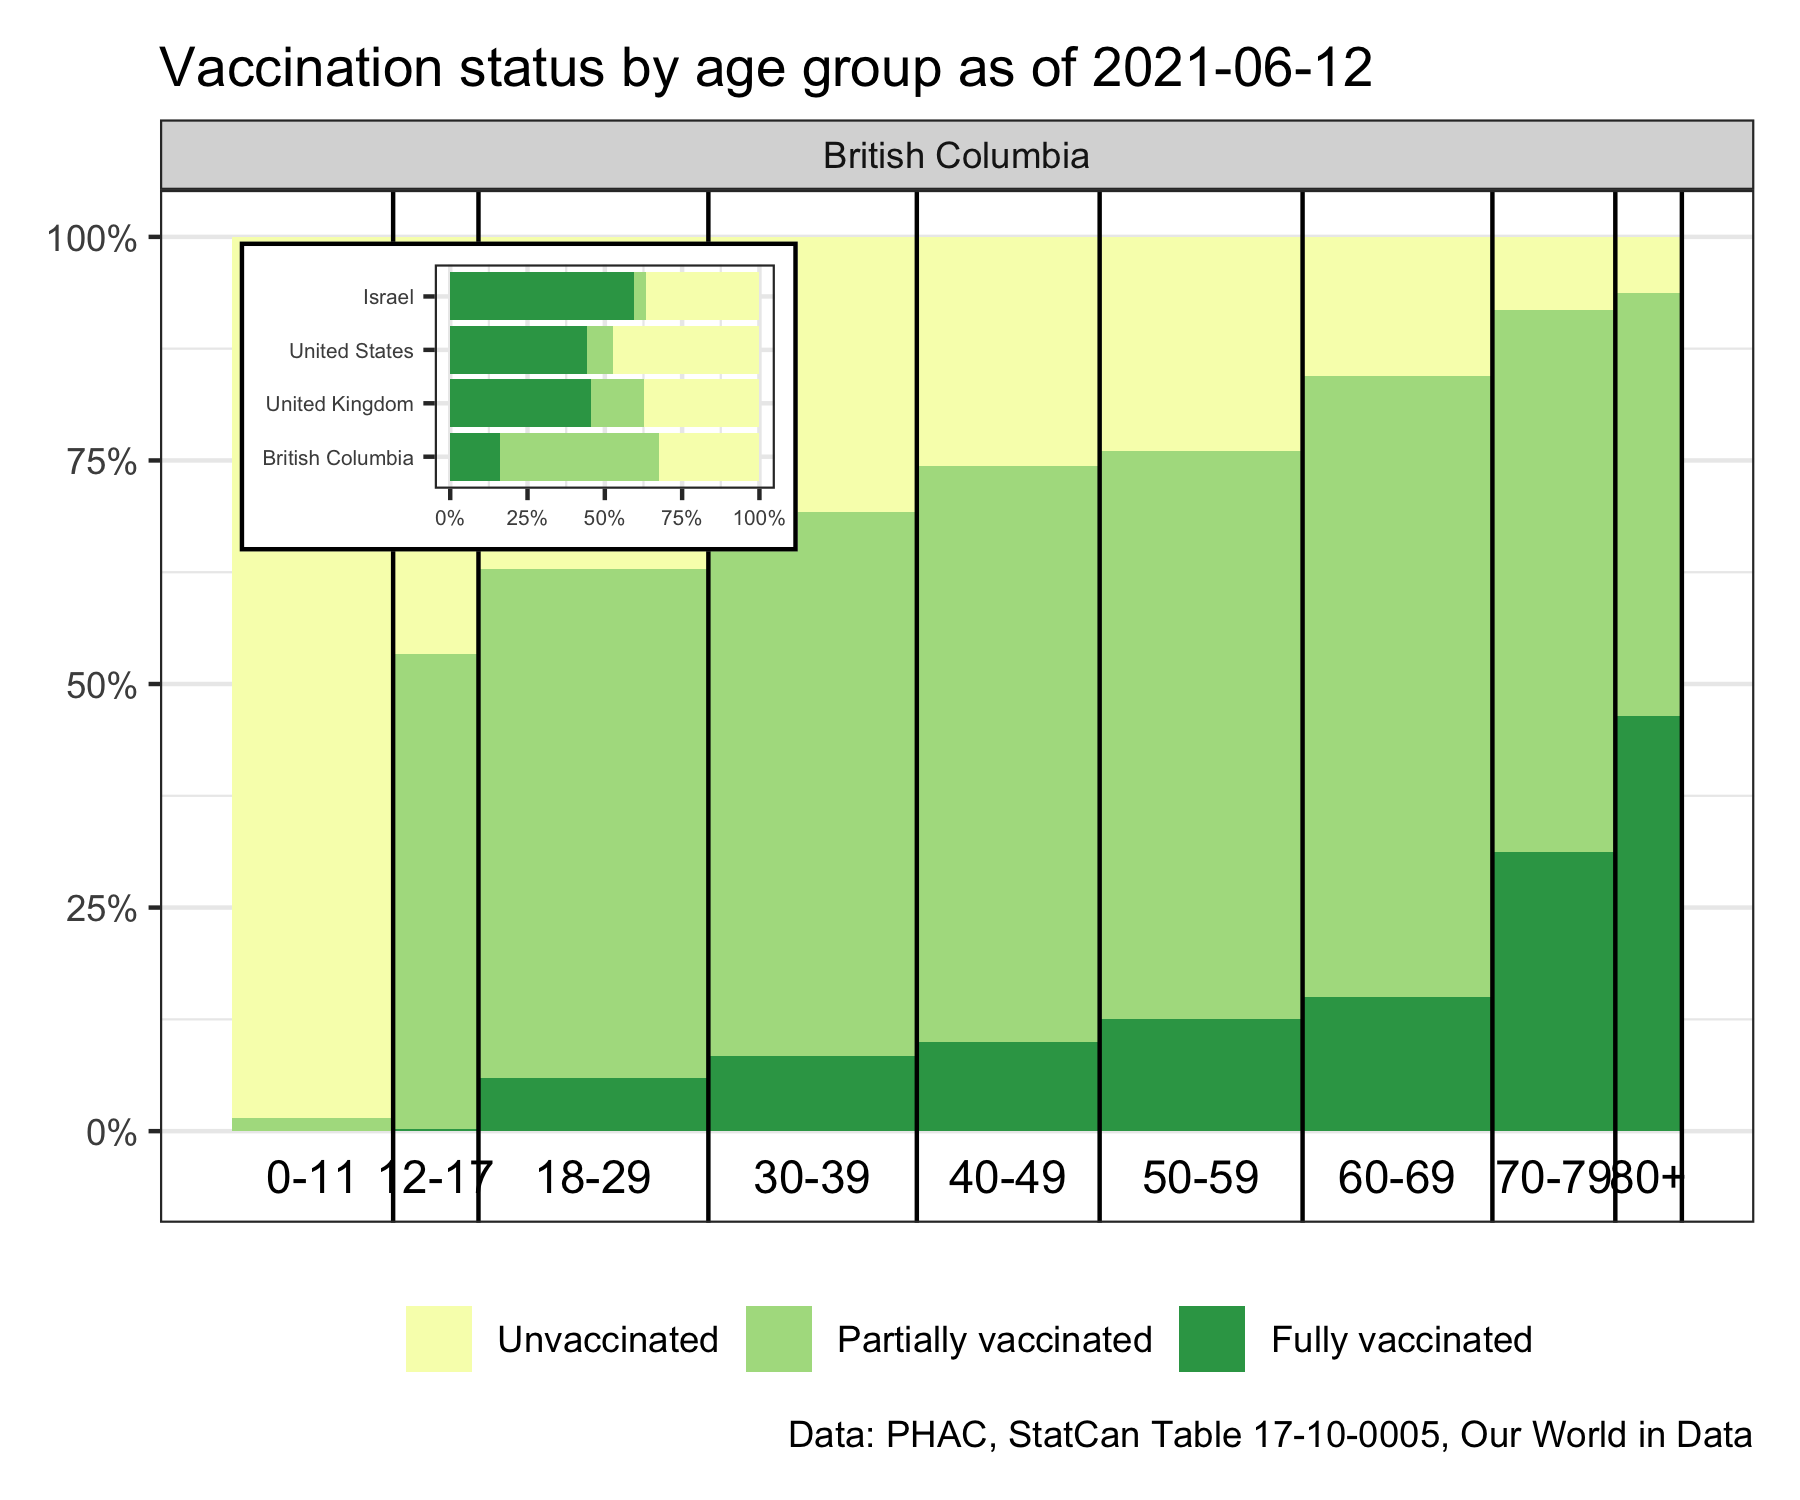 Vaccination status by age group as of 2021-06-12
British Columbia
100%
75%
50%
25%
0%
Israel
United States
United Kingdom
British Columbia
0% 25% 50% 75% 100%
0-11 12-17 18-29 30-39 40-49 50-59 60-69 70-79 80+
Unvaccinated Partially vaccinated Fully vaccinated
Data: PHAC, StatCan Table 17-10-0005, Our World in Data